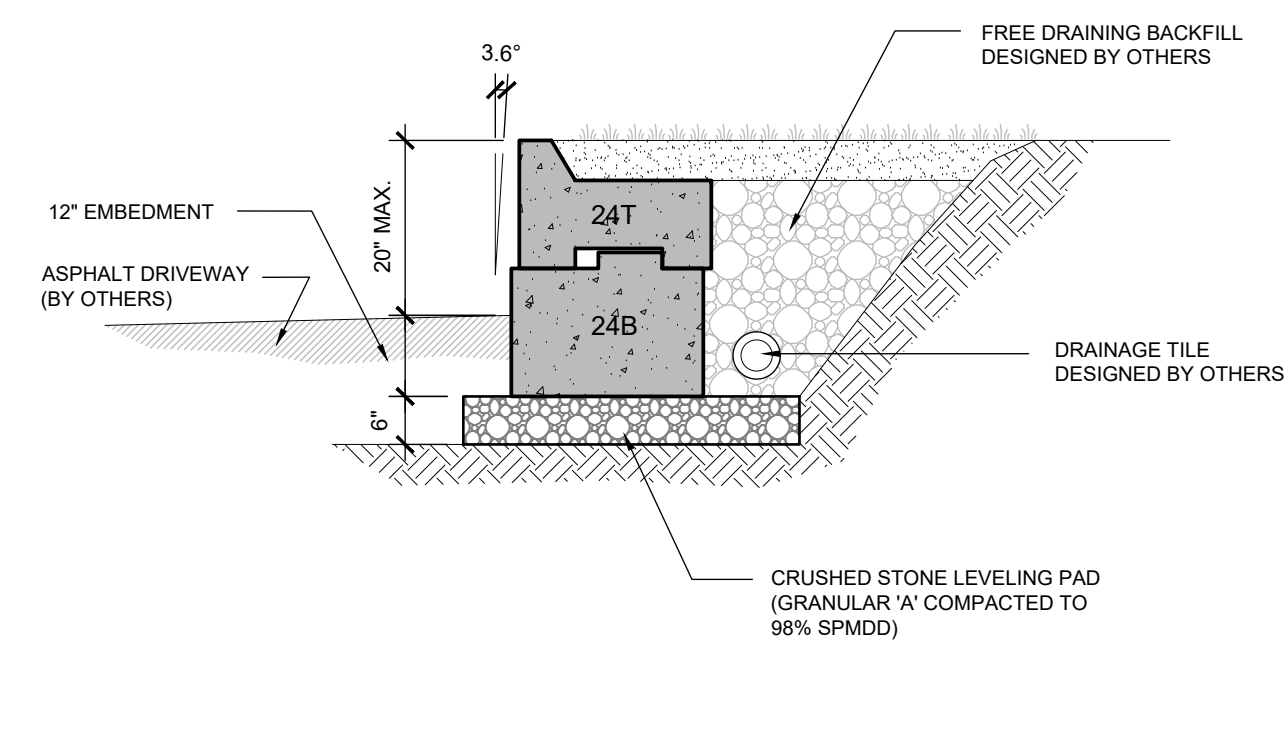 FREE DRAINING BACKFILL
DESIGNED BY OTHERS
3.6°
12" EMBEDMENT
20" MAX.
24T
ASPHALT DRIVEWAY
(BY OTHERS)
24B
DRAINAGE TILE
DESIGNED BY OTHERS
6"
CRUSHED STONE LEVELING PAD
(GRANULAR 'A' COMPACTED TO
98% SPMDD)